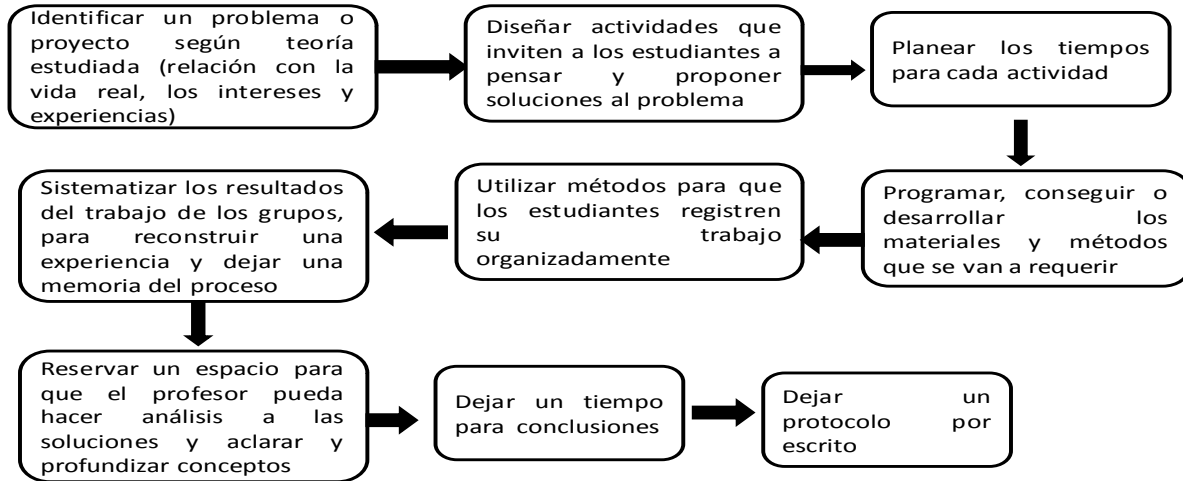 Identificar un problema o
proyecto según teoría
estudiada (relación con la
vida real, los intereses y
experiencias)
Diseñar actividades que
inviten a los estudiantes a
pensar y proponer
soluciones al problema
Planear los tiempos
para cada actividad
Programar, conseguir o
desarrollar los
materiales y métodos
que se van a requerir
Utilizar métodos para que
los estudiantes registren
su trabajo
organizadamente
Sistematizar los resultados
del trabajo de los grupos,
para reconstruir una
experiencia y dejar una
memoria del proceso
Reservar un espacio para
que el profesor pueda
hacer análisis a las
soluciones y aclarar y
profundizar conceptos
Dejar un tiempo
para conclusiones
Dejar un
protocolo por
escrito